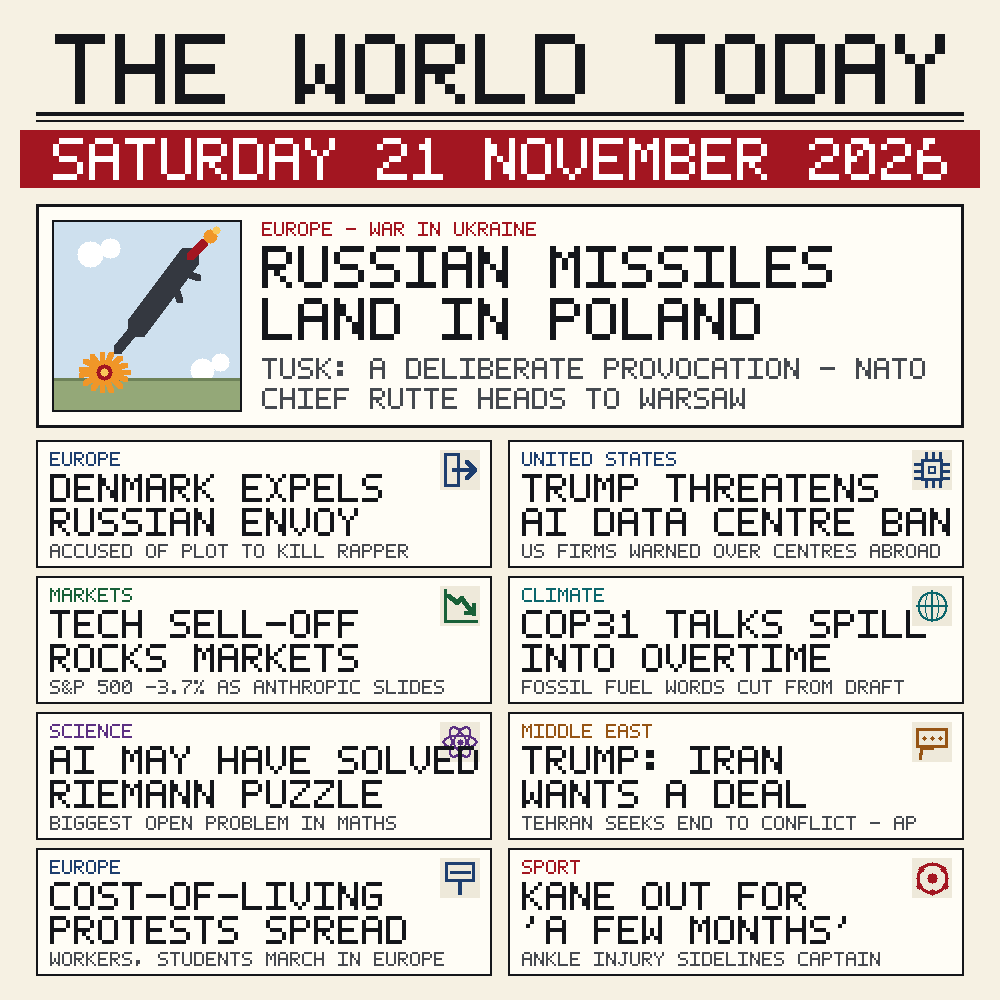 THE WORLD TODAY
SATURDAY 21 NOVEMBER 2026
EUROPE - WAR IN UKRAINE
RUSSIAN MISSILES
LAND IN POLAND
TUSK: A DELIBERATE PROVOCATION - NATO
CHIEF RUTTE HEADS TO WARSAW
EUROPE
DENMARK EXPELS
RUSSIAN ENVOY
ACCUSED OF PLOT TO KILL RAPPER
UNITED STATES
TRUMP THREATENS
AI DATA CENTRE BAN
US FIRMS WARNED OVER CENTRES ABROAD
MARKETS
TECH SELL-OFF
ROCKS MARKETS
S&P 500 -3.7% AS ANTHROPIC SLIDES
CLIMATE
COP31 TALKS SPILL
INTO OVERTIME
FOSSIL FUEL WORDS CUT FROM DRAFT
SCIENCE
AI MAY HAVE SOLVED
RIEMANN PUZZLE
BIGGEST OPEN PROBLEM IN MATHS
MIDDLE EAST
TRUMP: IRAN
WANTS A DEAL
TEHRAN SEEKS END TO CONFLICT - AP
EUROPE
COST-OF-LIVING
PROTESTS SPREAD
WORKERS, STUDENTS MARCH IN EUROPE
SPORT
KANE OUT FOR
'A FEW MONTHS'
ANKLE INJURY SIDELINES CAPTAIN